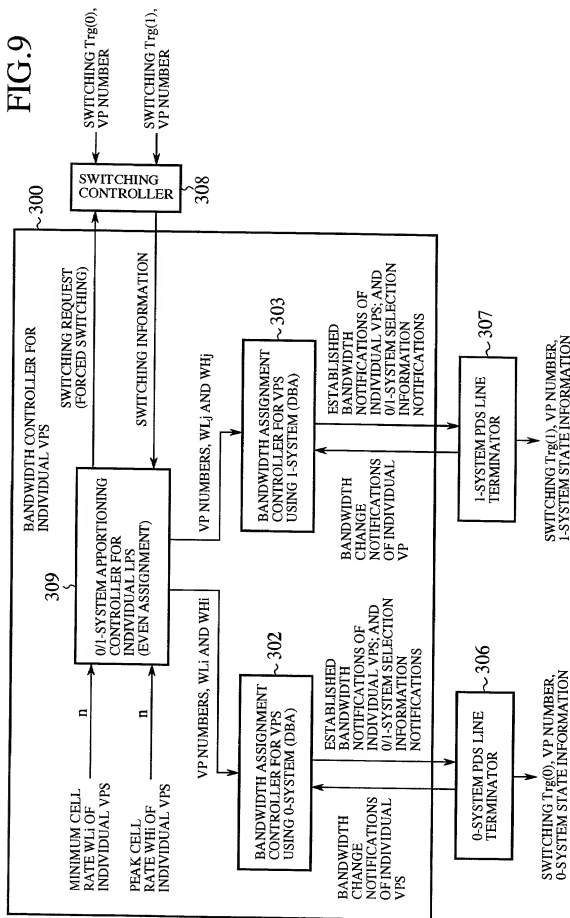 FIG.9
300
BANDWIDTH CONTROLLER FOR
INDIVIDUAL VPS
SWITCHING REQUEST
(FORCED SWITCHING)
SWITCHING INFORMATION
SWITCHING
CONTROLLER
308
SWITCHING Trg(0),
VP NUMBER
SWITCHING Trg(1),
VP NUMBER
309
0/1-SYSTEM APPORTIONING
CONTROLLER FOR
INDIVIDUAL LPS
(EVEN ASSIGNMENT)
n
n
MINIMUM CELL
RATE WLi OF
INDIVIDUAL VPS
PEAK CELL
RATE WHi OF
INDIVIDUAL VPS
VP NUMBERS, WLi AND WHi
VP NUMBERS, WLj AND WHj
302
BANDWIDTH ASSIGNMENT
CONTROLLER FOR VPS
USING 0-SYSTEM (DBA)
303
BANDWIDTH ASSIGNMENT
CONTROLLER FOR VPS
USING 1-SYSTEM (DBA)
BANDWIDTH
CHANGE
NOTIFICATIONS
OF INDIVIDUAL
VPS
ESTABLISHED
BANDWIDTH
NOTIFICATIONS OF
INDIVIDUAL VPS; AND
0/1-SYSTEM SELECTION
INFORMATION
NOTIFICATIONS
BANDWIDTH
CHANGE
NOTIFICATIONS
OF INDIVIDUAL
VP
ESTABLISHED
BANDWIDTH
NOTIFICATIONS OF
INDIVIDUAL VPS; AND
0/1-SYSTEM SELECTION
INFORMATION
NOTIFICATIONS
306
0-SYSTEM PDS LINE
TERMINATOR
307
1-SYSTEM PDS LINE
TERMINATOR
SWITCHING Trg(0), VP NUMBER,
0-SYSTEM STATE INFORMATION
SWITCHING Trg(1), VP NUMBER,
1-SYSTEM STATE INFORMATION